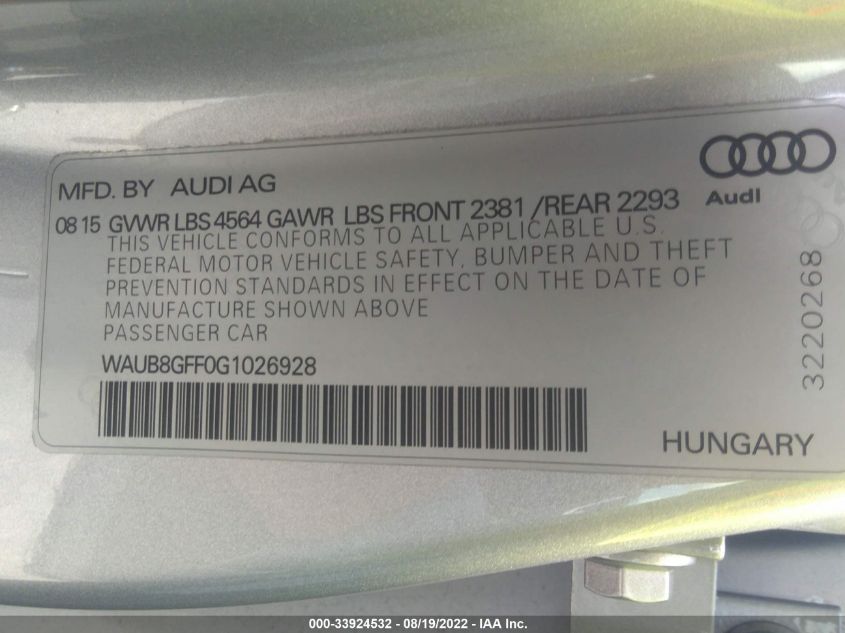 MFD. BY AUDI AG
Audi
08 15 GVWR LBS 4564 GAWR LBS FRONT 2381 /REAR 2293
THIS VEHICLE CONFORMS TO ALL APPLICABLE U.S.
FEDERAL MOTOR VEHICLE SAFETY, BUMPER AND THEFT
PREVENTION STANDARDS IN EFFECT ON THE DATE OF
MANUFACTURE SHOWN ABOVE
PASSENGER CAR
WAUB8GFF0G1026928
3220268
HUNGARY
000-33924532 - 08/19/2022 - IAA Inc.